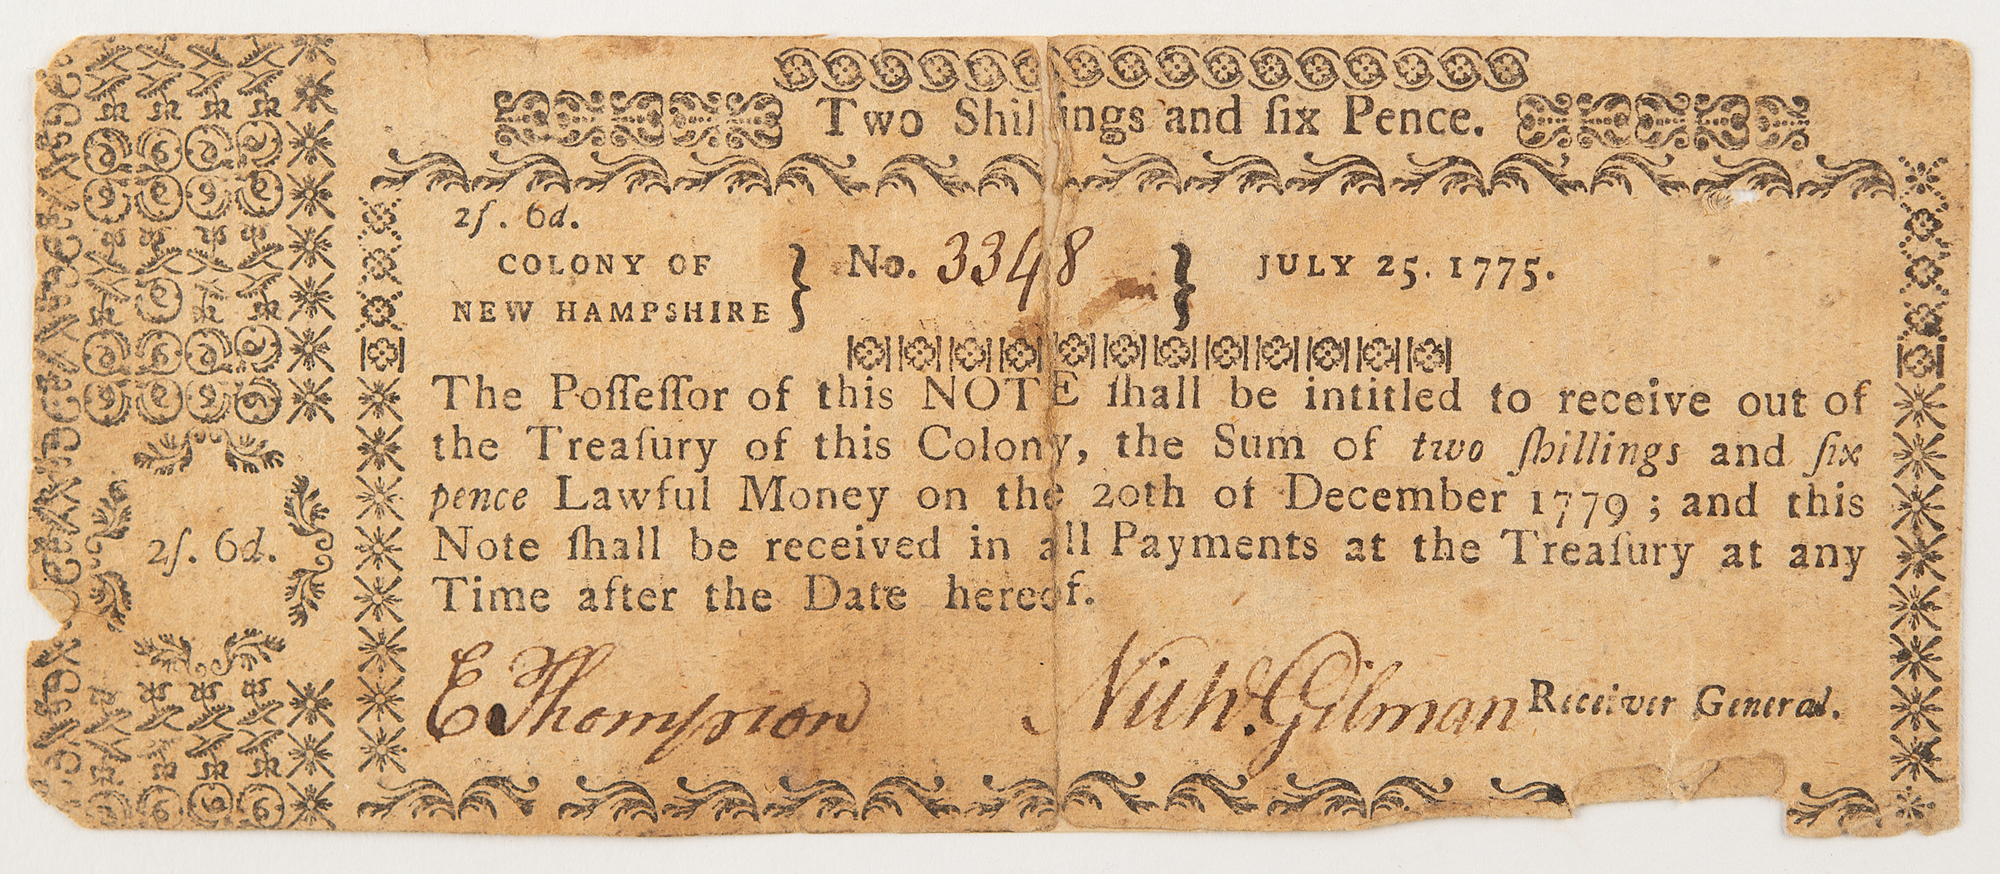 Two Shillings and ſix Pence.
2ſ. 6d.
COLONY OF
NEW HAMPSHIRE
} No. 3348 } JULY 25. 1775.
The Poſſeſſor of this NOTE ſhall be intitled to receive out of
the Treaſury of this Colony, the Sum of two ſhillings and ſix
pence Lawful Money on the 20th of December 1779 ; and this
Note ſhall be received in all Payments at the Treaſury at any
Time after the Date hereof.
2ſ. 6d.
E Thompson
Nichs. Gilman Receiver General.